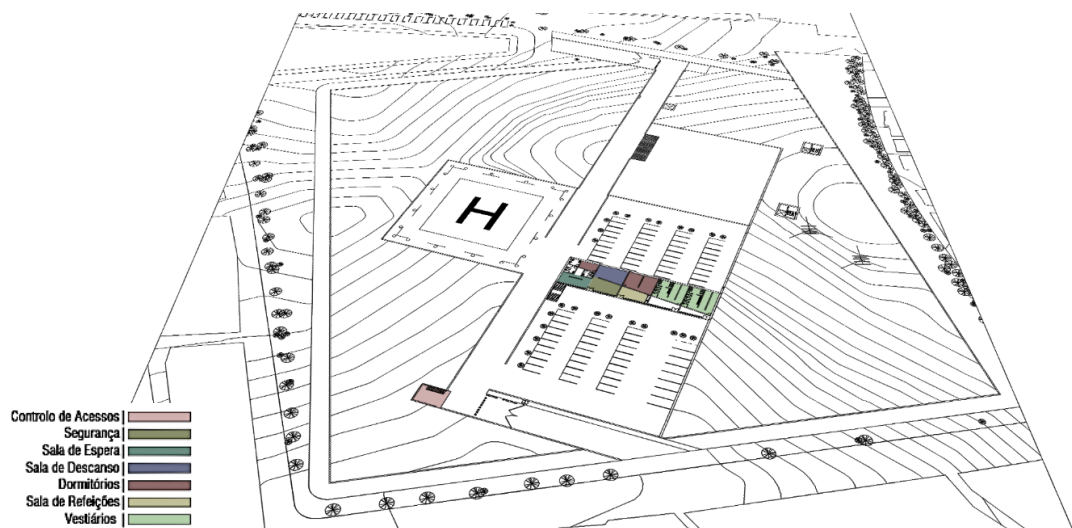 H
Controlo de Acessos
Segurança
Sala de Espera
Sala de Descanso
Dormitórios
Sala de Refeições
Vestiários